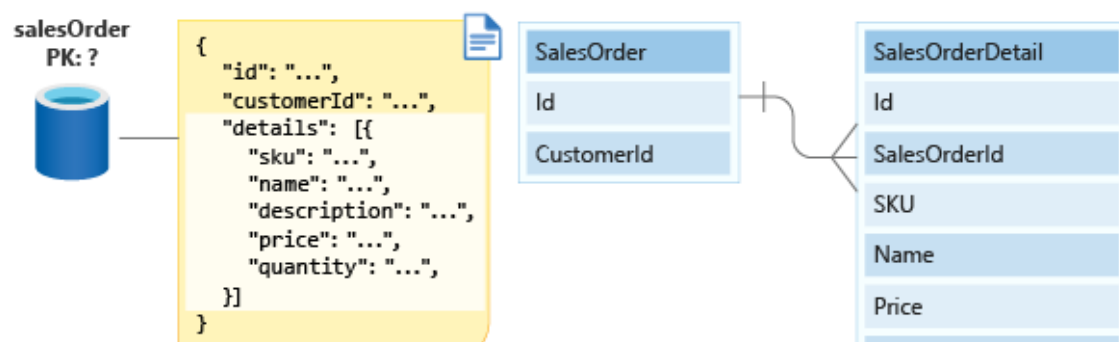 salesOrder
PK: ?
{
"id": "...",
"customerId": "...",
"details": [{
"sku": "...",
"name": "...",
"description": "...",
"price": "...",
"quantity": "...",
}]
}
SalesOrder
Id
CustomerId
SalesOrderDetail
Id
SalesOrderId
SKU
Name
Price